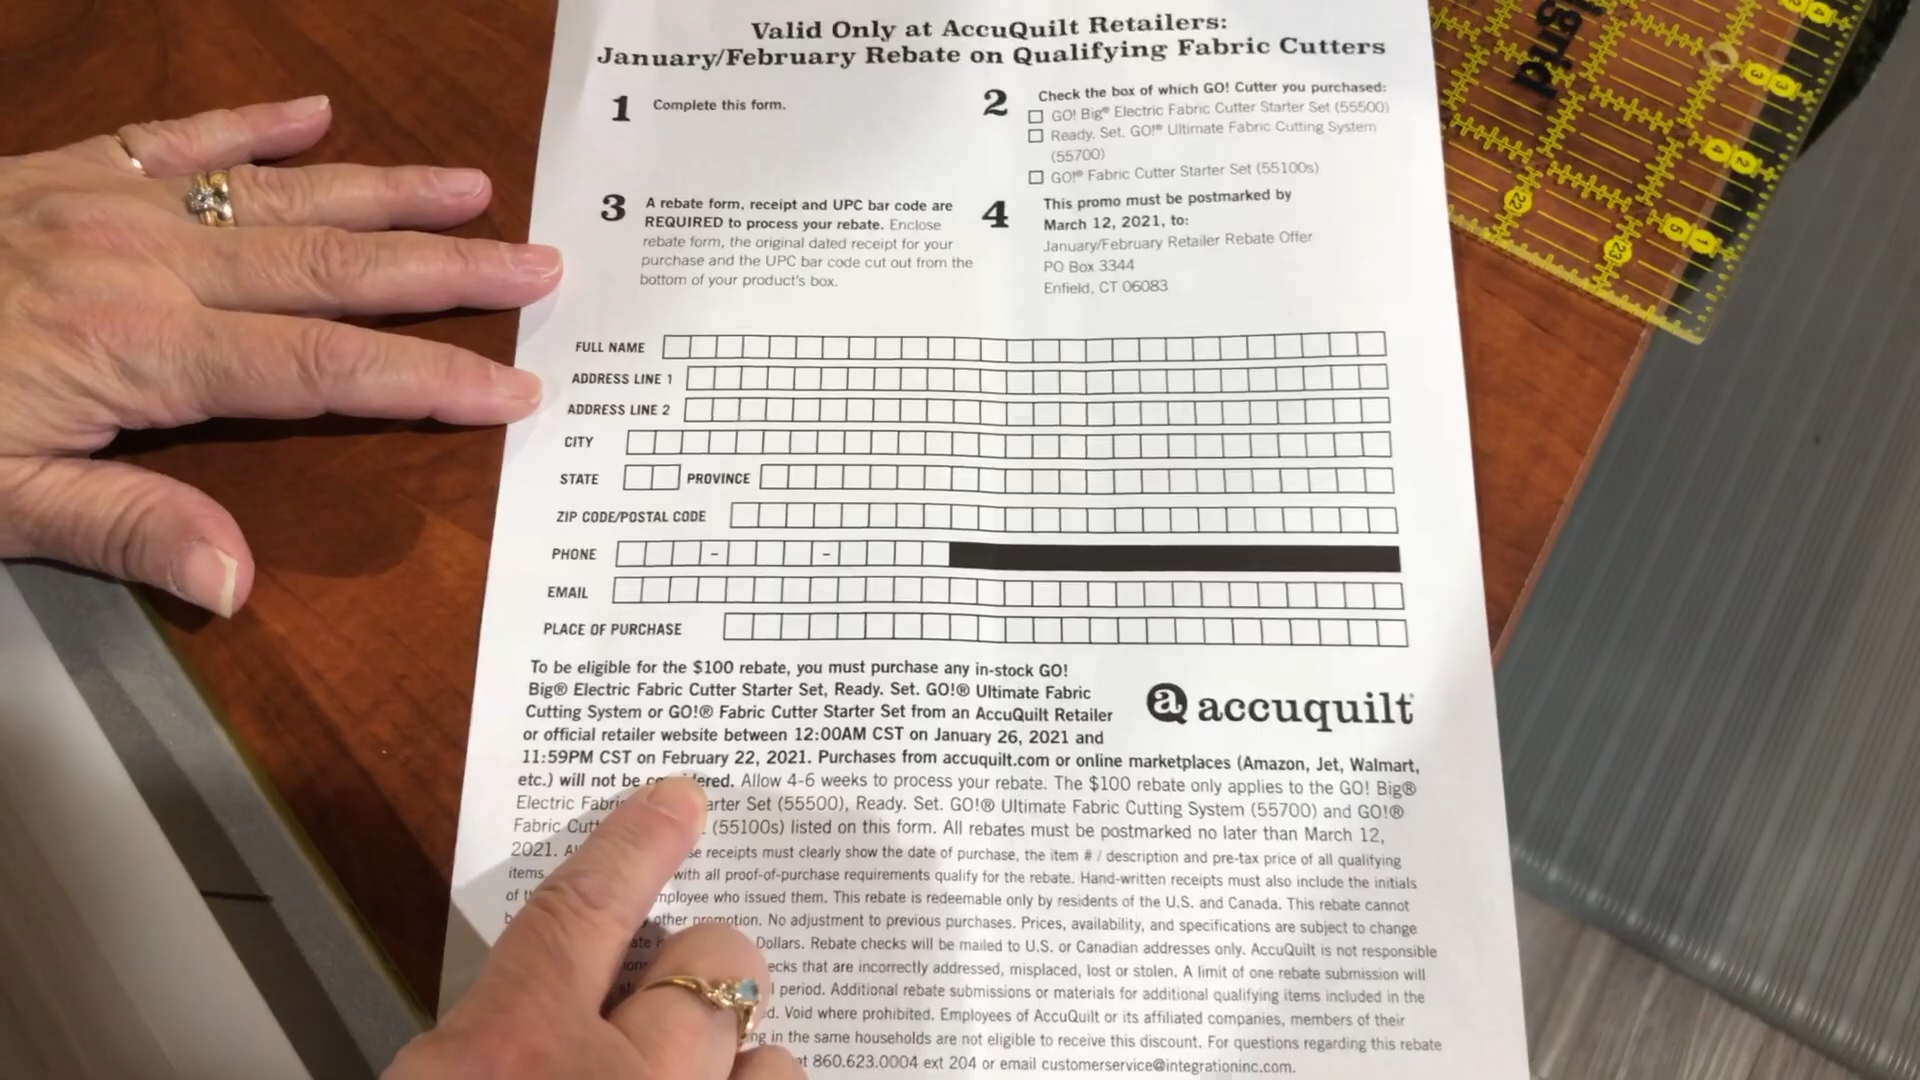 Valid Only at AccuQuilt Retailers:
January/February Rebate on Qualifying Fabric Cutters
1 Complete this form.
2 Check the box of which GO! Cutter you purchased:
GO! Big® Electric Fabric Cutter Starter Set (55500)
Ready. Set. GO!® Ultimate Fabric Cutting System
(55700)
GO!® Fabric Cutter Starter Set (55100s)
3 A rebate form, receipt and UPC bar code are
REQUIRED to process your rebate. Enclose
rebate form, the original dated receipt for your
purchase and the UPC bar code cut out from the
bottom of your product's box.
4 This promo must be postmarked by
March 12, 2021, to:
January/February Retailer Rebate Offer
PO Box 3344
Enfield, CT 06083
FULL NAME
ADDRESS LINE 1
ADDRESS LINE 2
CITY
STATE PROVINCE
ZIP CODE/POSTAL CODE
PHONE - -
EMAIL
PLACE OF PURCHASE
To be eligible for the $100 rebate, you must purchase any in-stock GO!
Big® Electric Fabric Cutter Starter Set, Ready. Set. GO!® Ultimate Fabric
Cutting System or GO!® Fabric Cutter Starter Set from an AccuQuilt Retailer
or official retailer website between 12:00AM CST on January 26, 2021 and
11:59PM CST on February 22, 2021. Purchases from accuquilt.com or online marketplaces (Amazon, Jet, Walmart,
etc.) will not be considered. Allow 4-6 weeks to process your rebate. The $100 rebate only applies to the GO! Big®
Electric Set (55500), Ready. Set. GO!® Ultimate Fabric Cutting System (55700) and GO!®
Fabric (55100s) listed on this form. All rebates must be postmarked no later than March 12,
2021. receipts must clearly show the date of purchase, the item # / description and pre-tax price of all qualifying
items. with all proof-of-purchase requirements qualify for the rebate. Hand-written receipts must also include the initials
of who issued them. This rebate is redeemable only by residents of the U.S. and Canada. This rebate cannot
other promotion. No adjustment to previous purchases. Prices, availability, and specifications are subject to change
Dollars. Rebate checks will be mailed to U.S. or Canadian addresses only. AccuQuilt is not responsible
that are incorrectly addressed, misplaced, lost or stolen. A limit of one rebate submission will
period. Additional rebate submissions or materials for additional qualifying items included in the
Void where prohibited. Employees of AccuQuilt or its affiliated companies, members of their
in the same households are not eligible to receive this discount. For questions regarding this rebate
860.623.0004 ext 204 or email customerservice@integrationinc.com.
a accuquilt
grid
3
3
4
2
5
1
22
23